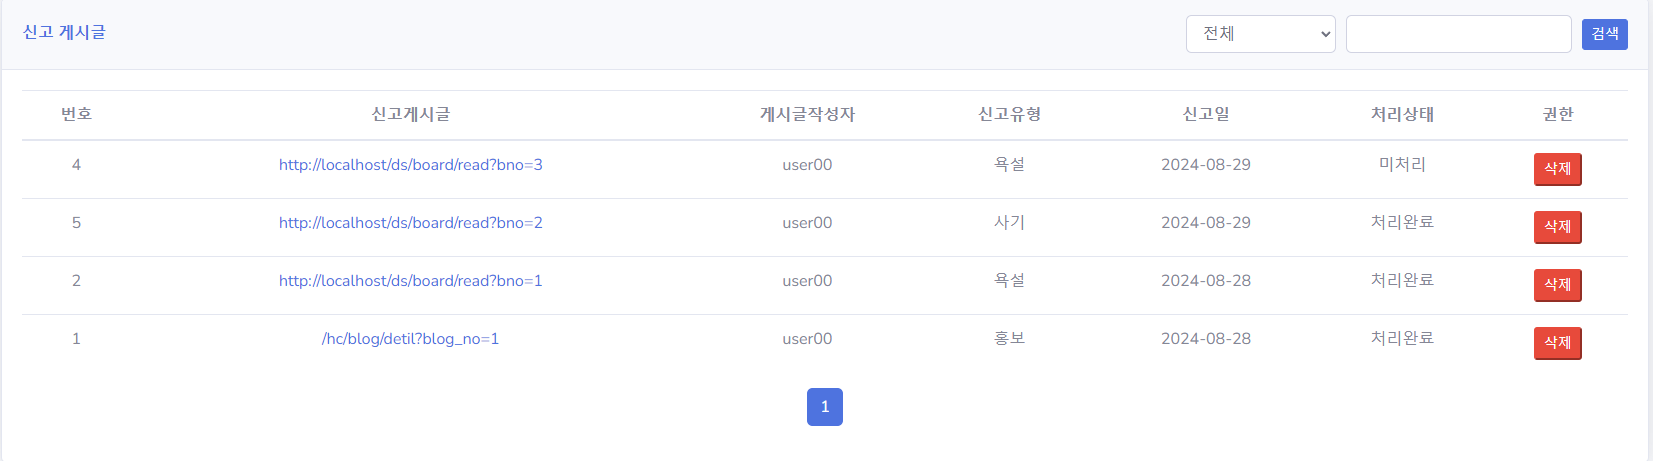 신고 게시글 전체 검색
번호 신고게시글 게시글작성자 신고유형 신고일 처리상태 권한
4 http://localhost/ds/board/read?bno=3 user00 욕설 2024-08-29 미처리 삭제
5 http://localhost/ds/board/read?bno=2 user00 사기 2024-08-29 처리완료 삭제
2 http://localhost/ds/board/read?bno=1 user00 욕설 2024-08-28 처리완료 삭제
1 /hc/blog/detil?blog_no=1 user00 홍보 2024-08-28 처리완료 삭제
1